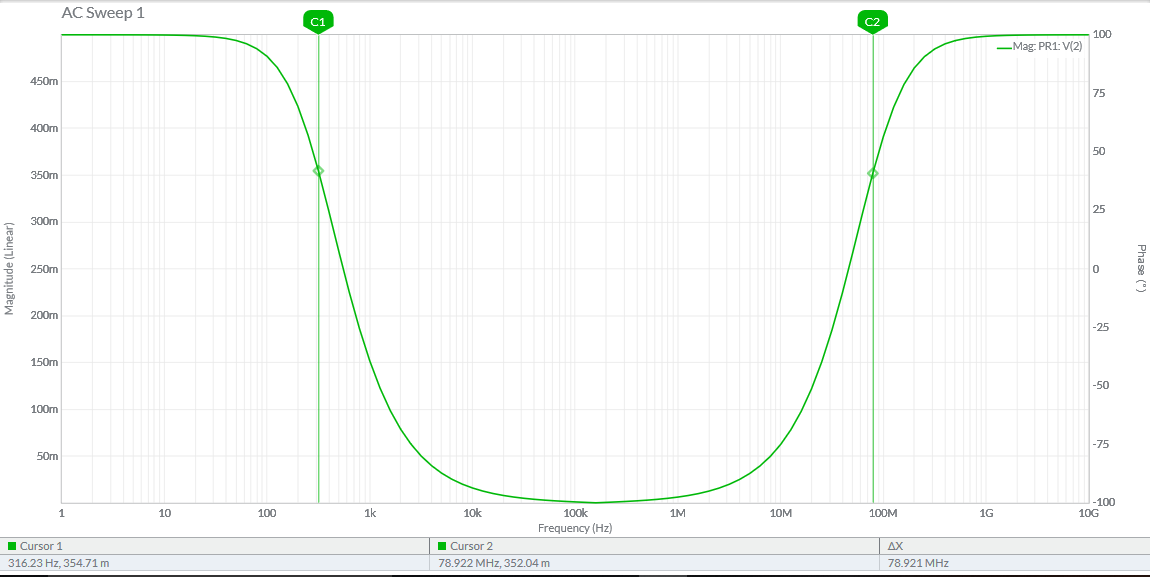 AC Sweep 1
C1
C2
Mag: PR1: V(2)
450m
400m
350m
300m
250m
200m
150m
100m
50m
Magnitude (Linear)
100
75
50
25
0
-25
-50
-75
-100
Phase (°)
1 10 100 1k 10k 100k 1M 10M 100M 1G 10G
Frequency (Hz)
Cursor 1 Cursor 2 ΔX
316.23 Hz, 354.71 m 78.922 MHz, 352.04 m 78.921 MHz